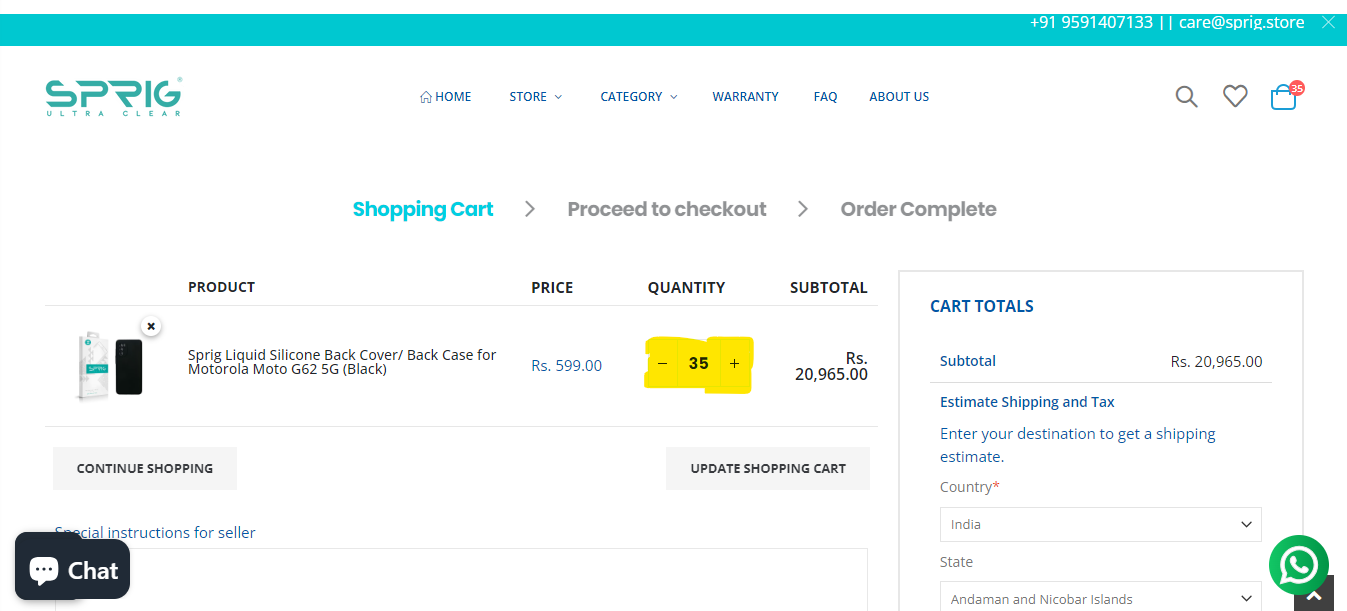 +91 9591407133 || care@sprig.store
SPRIG®
ULTRA CLEAR
HOME STORE CATEGORY WARRANTY FAQ ABOUT US
35
Shopping Cart > Proceed to checkout > Order Complete
PRODUCT PRICE QUANTITY SUBTOTAL
Sprig Liquid Silicone Back Cover/ Back Case for
Motorola Moto G62 5G (Black)
Rs. 599.00
− 35 +
Rs.
20,965.00
CONTINUE SHOPPING
UPDATE SHOPPING CART
Special instructions for seller
CART TOTALS
Subtotal Rs. 20,965.00
Estimate Shipping and Tax
Enter your destination to get a shipping
estimate.
Country*
India
State
Andaman and Nicobar Islands
Chat